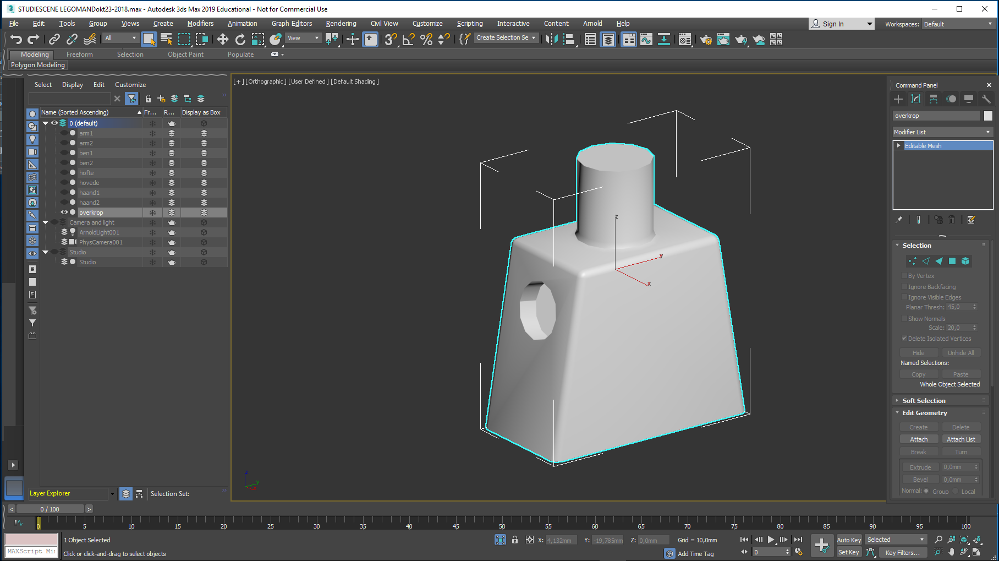 STUDIESCENE LEGOMANDokt23-2018.max - Autodesk 3ds Max 2019 Educational - Not for Commercial Use
File Edit Tools Group Views Create Modifiers Animation Graph Editors Rendering Civil View Customize Scripting Interactive Content Arnold Help Sign In Workspaces: Default
All View Create Selection Se
Modeling Freeform Selection Object Paint Populate
Polygon Modeling
Select Display Edit Customize
Name (Sorted Ascending) Fr... R... Display as Box
0 (default)
arm1
arm2
ben1
ben2
hofte
hovede
haand1
haand2
overkrop
Camera and light
ArnoldLight001
PhysCamera001
Studio
Studio
Layer Explorer Selection Set:
[+] [Orthographic] [User Defined] [Default Shading]
z
y
x
z
y
x
Command Panel
overkrop
Modifier List
Editable Mesh
Selection
By Vertex
Ignore Backfacing
Ignore Visible Edges
Planar Thresh: 45,0
Show Normals
Scale: 20,0
Delete Isolated Vertices
Hide Unhide All
Named Selections:
Copy Paste
Whole Object Selected
Soft Selection
Edit Geometry
Create Delete
Attach Attach List
Break Turn
Extrude 0,0mm
Bevel 0,0mm
Normal: Group Local
< 0 / 100 >
0 5 10 15 20 25 30 35 40 45 50 55 60 65 70 75 80 85 90 95 100
1 Object Selected X: 4,132mm Y: -19,785mm Z: 0,0mm Grid = 10,0mm Auto Key Selected
MAXScript Mi: Click or click-and-drag to select objects Add Time Tag 0 Set Key Key Filters...